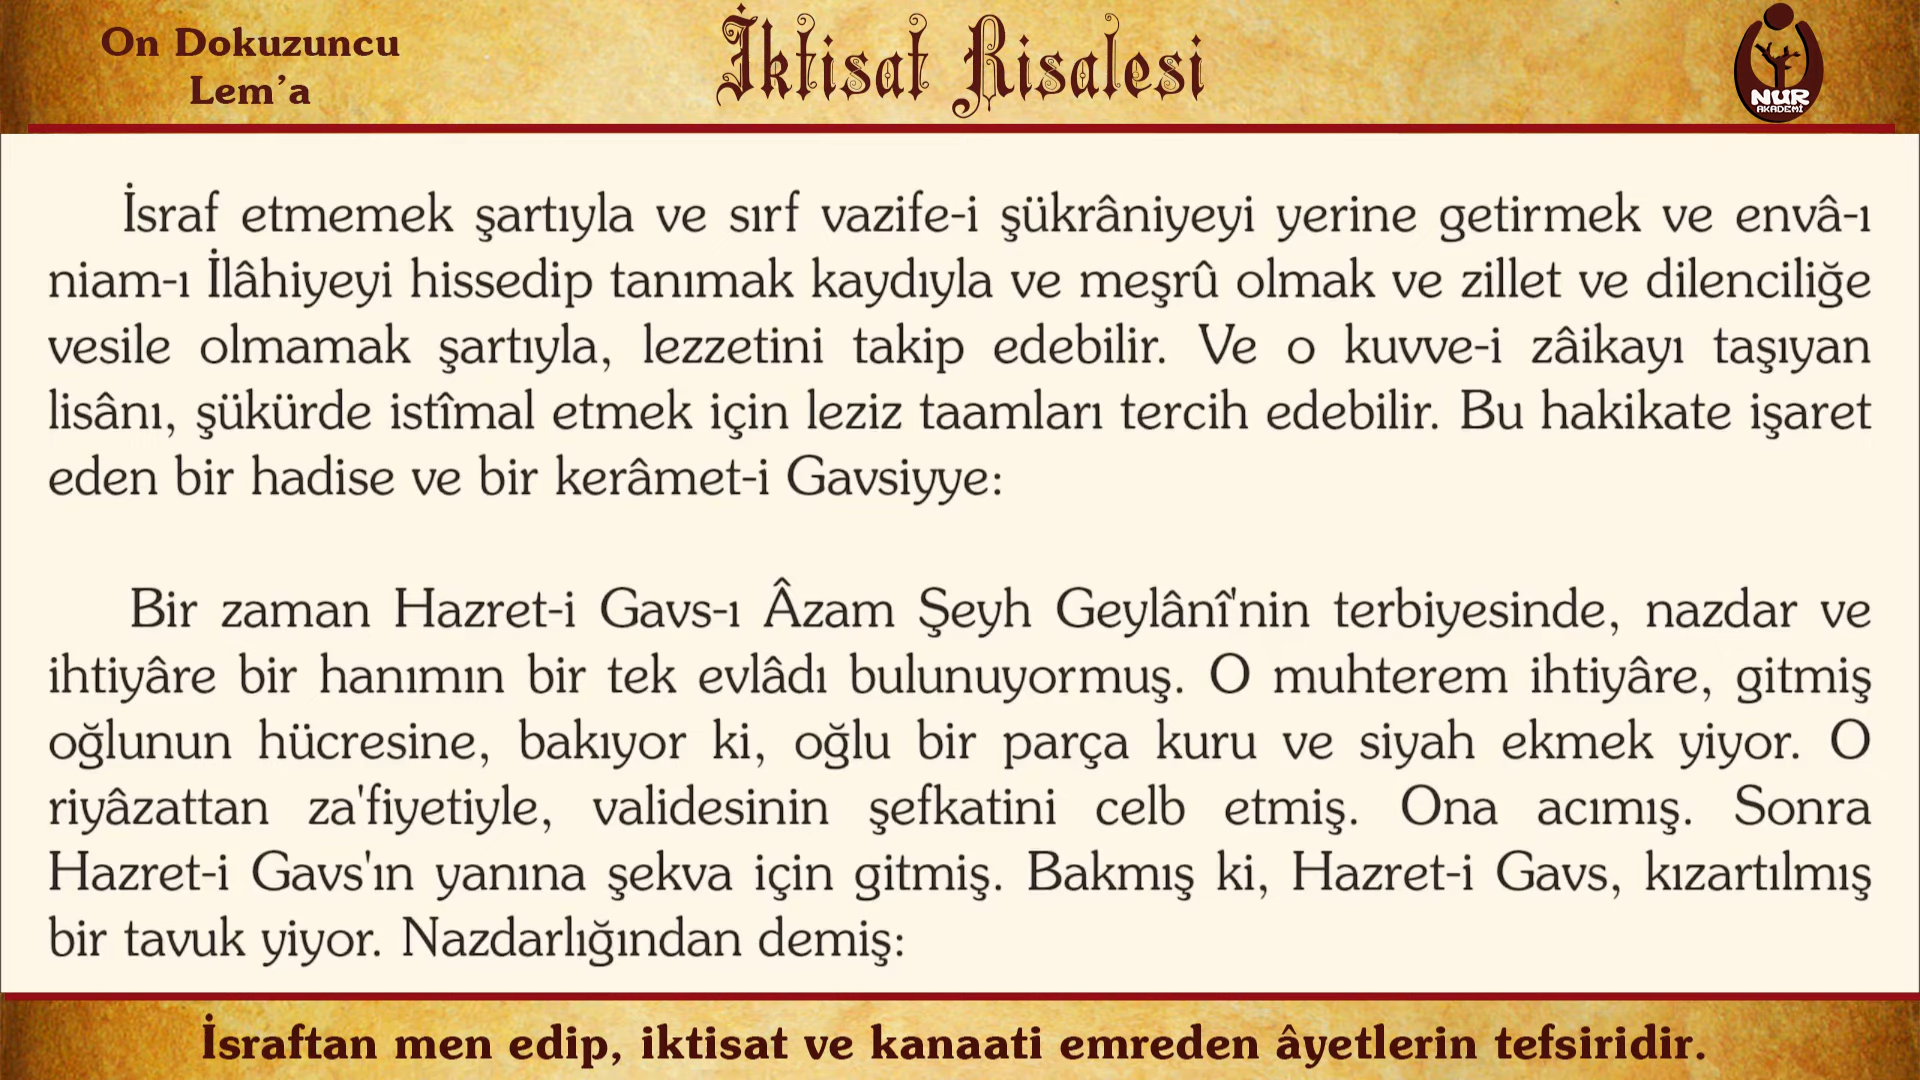 On Dokuzuncu
Lem'a
İktisat Risalesi
NUR
AKADEMİ
İsraf etmemek şartıyla ve sırf vazife-i şükrâniyeyi yerine getirmek ve envâ-ı
niam-ı İlâhiyeyi hissedip tanımak kaydıyla ve meşrû olmak ve zillet ve dilenciliğe
vesile olmamak şartıyla, lezzetini takip edebilir. Ve o kuvve-i zâikayı taşıyan
lisânı, şükürde istîmal etmek için leziz taamları tercih edebilir. Bu hakikate işaret
eden bir hadise ve bir kerâmet-i Gavsiyye:
Bir zaman Hazret-i Gavs-ı Âzam Şeyh Geylânî'nin terbiyesinde, nazdar ve
ihtiyâre bir hanımın bir tek evlâdı bulunuyormuş. O muhterem ihtiyâre, gitmiş
oğlunun hücresine, bakıyor ki, oğlu bir parça kuru ve siyah ekmek yiyor. O
riyâzattan za'fiyetiyle, validesinin şefkatini celb etmiş. Ona acımış. Sonra
Hazret-i Gavs'ın yanına şekva için gitmiş. Bakmış ki, Hazret-i Gavs, kızartılmış
bir tavuk yiyor. Nazdarlığından demiş:
İsraftan men edip, iktisat ve kanaati emreden âyetlerin tefsiridir.